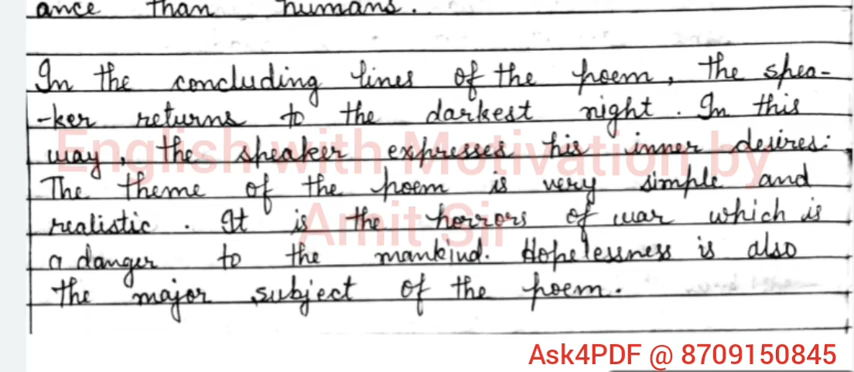 ance than humans.
In the concluding lines of the poem, the spea-
-ker returns to the darkest night. In this
way, the speaker expresses his inner desires:
The theme of the poem is very simple and
realistic. It is the horrors of war which is
a danger to the mankind. Hopelessness is also
the major subject of the poem.
English with Motivation by
Amit Sir
Ask4PDF @ 8709150845